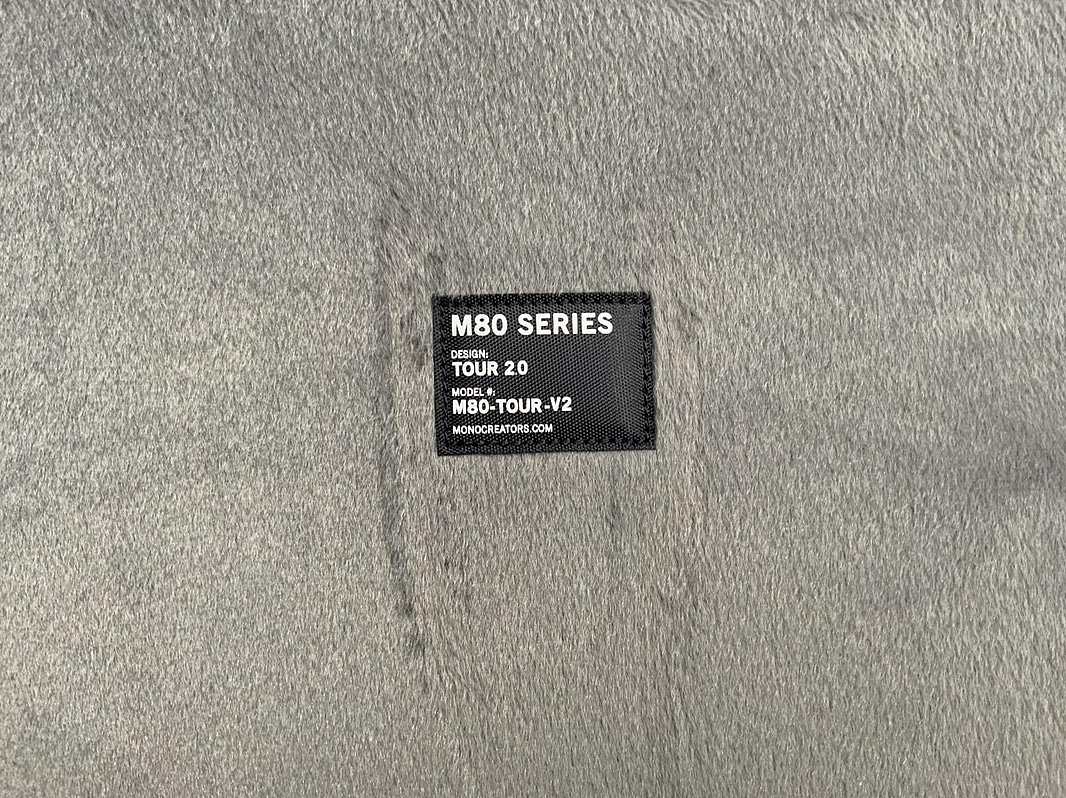 M80 SERIES
DESIGN:
TOUR 2.0
MODEL #:
M80-TOUR-V2
MONOCREATORS.COM